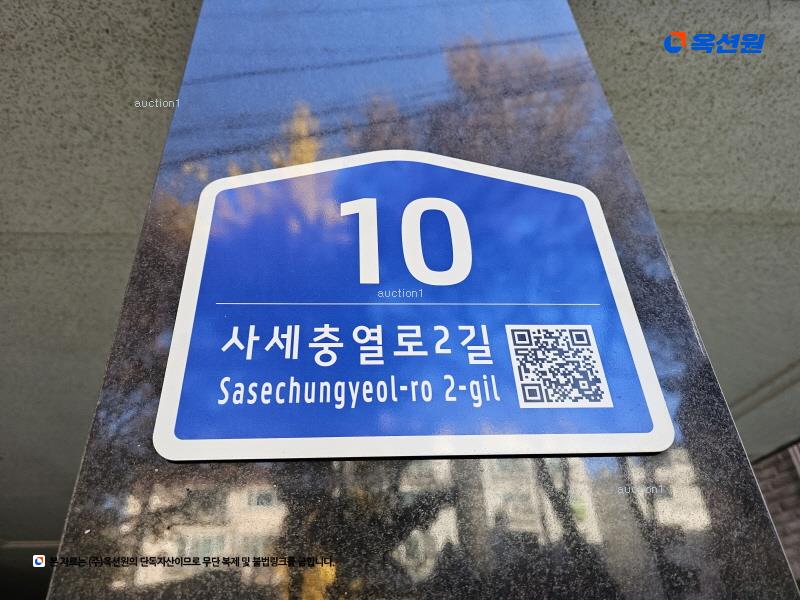 옥션원
auction1
10
auction1
사세충열로2길
Sasechungyeol-ro 2-gil
auction1
본 자료는 (주)옥션원의 단독자산이므로 무단 복제 및 불법링크를 금합니다.